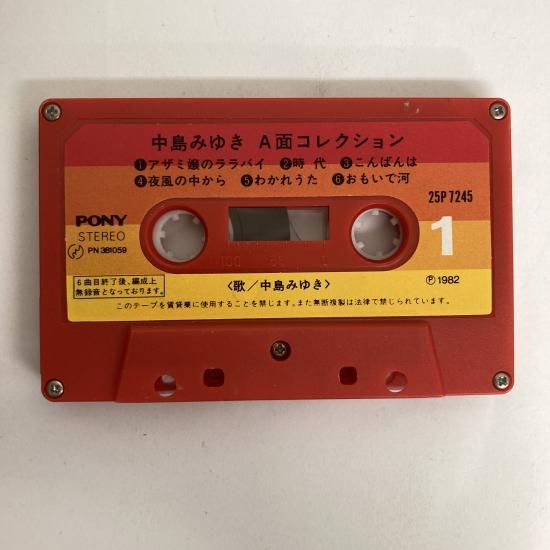 中島みゆき A面コレクション
❶アザミ嬢のララバイ ❷時代 ❸こんばんは
❹夜風の中から ❺わかれうた ❻おもいで河
PONY
STEREO
PN3B1059
25P7245
1
6曲目終了後、編成上
無録音となっております。
〈歌/中島みゆき〉
Ⓟ1982
このテープを賃貸業に使用することを禁じます。また無断複製は法律で禁じられています。